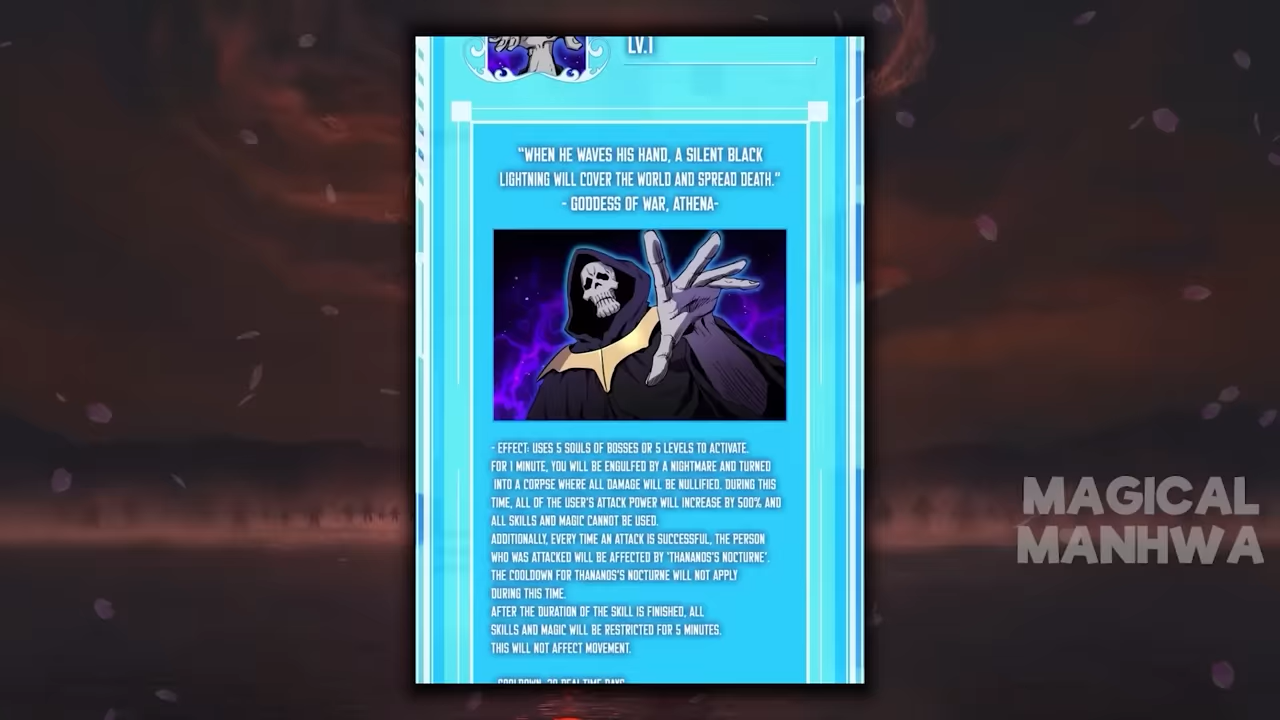 LV.1
"WHEN HE WAVES HIS HAND, A SILENT BLACK
LIGHTNING WILL COVER THE WORLD AND SPREAD DEATH."
- GODDESS OF WAR, ATHENA-
- EFFECT: USES 5 SOULS OF BOSSES OR 5 LEVELS TO ACTIVATE.
FOR 1 MINUTE, YOU WILL BE ENGULFED BY A NIGHTMARE AND TURNED
INTO A CORPSE WHERE ALL DAMAGE WILL BE NULLIFIED. DURING THIS
TIME, ALL OF THE USER'S ATTACK POWER WILL INCREASE BY 500% AND
ALL SKILLS AND MAGIC CANNOT BE USED.
ADDITIONALLY, EVERY TIME AN ATTACK IS SUCCESSFUL, THE PERSON
WHO WAS ATTACKED WILL BE AFFECTED BY 'THANANOS'S NOCTURNE'.
THE COOLDOWN FOR THANANOS'S NOCTURNE WILL NOT APPLY
DURING THIS TIME.
AFTER THE DURATION OF THE SKILL IS FINISHED, ALL
SKILLS AND MAGIC WILL BE RESTRICTED FOR 5 MINUTES.
THIS WILL NOT AFFECT MOVEMENT.
- COOLDOWN: 30 REAL-TIME DAYS
MAGICAL
MANHWA